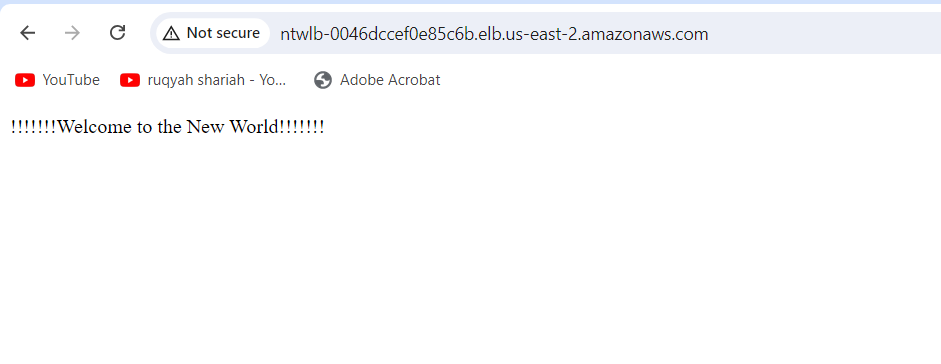 Not secure ntwlb-0046dccef0e85c6b.elb.us-east-2.amazonaws.com
YouTube ruqyah shariah - Yo... Adobe Acrobat
!!!!!!!Welcome to the New World!!!!!!!